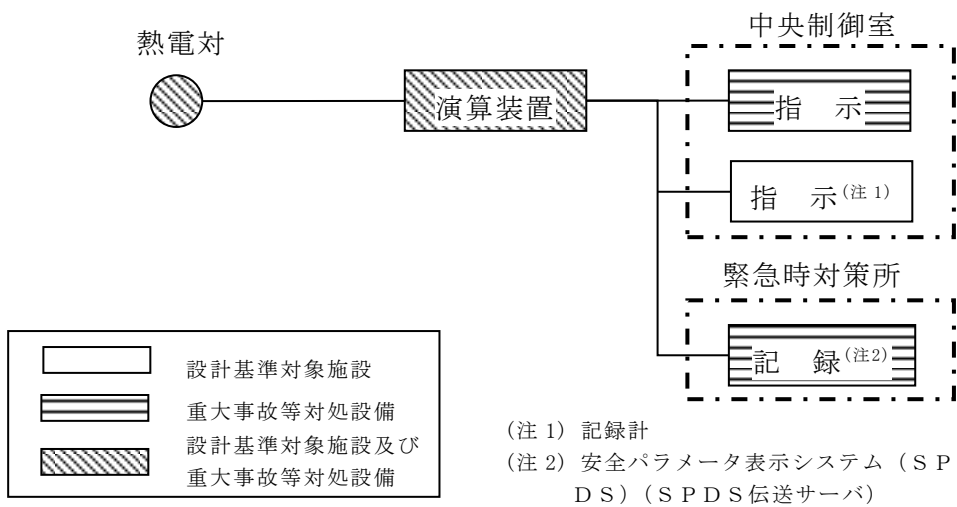 中央制御室
熱電対
演算装置
指　示
指　示(注 1)
緊急時対策所
記　録(注2)
設計基準対象施設
重大事故等対処設備
設計基準対象施設及び
重大事故等対処設備
(注 1) 記録計
(注 2) 安全パラメータ表示システム（ＳＰ
ＤＳ）（ＳＰＤＳ伝送サーバ）